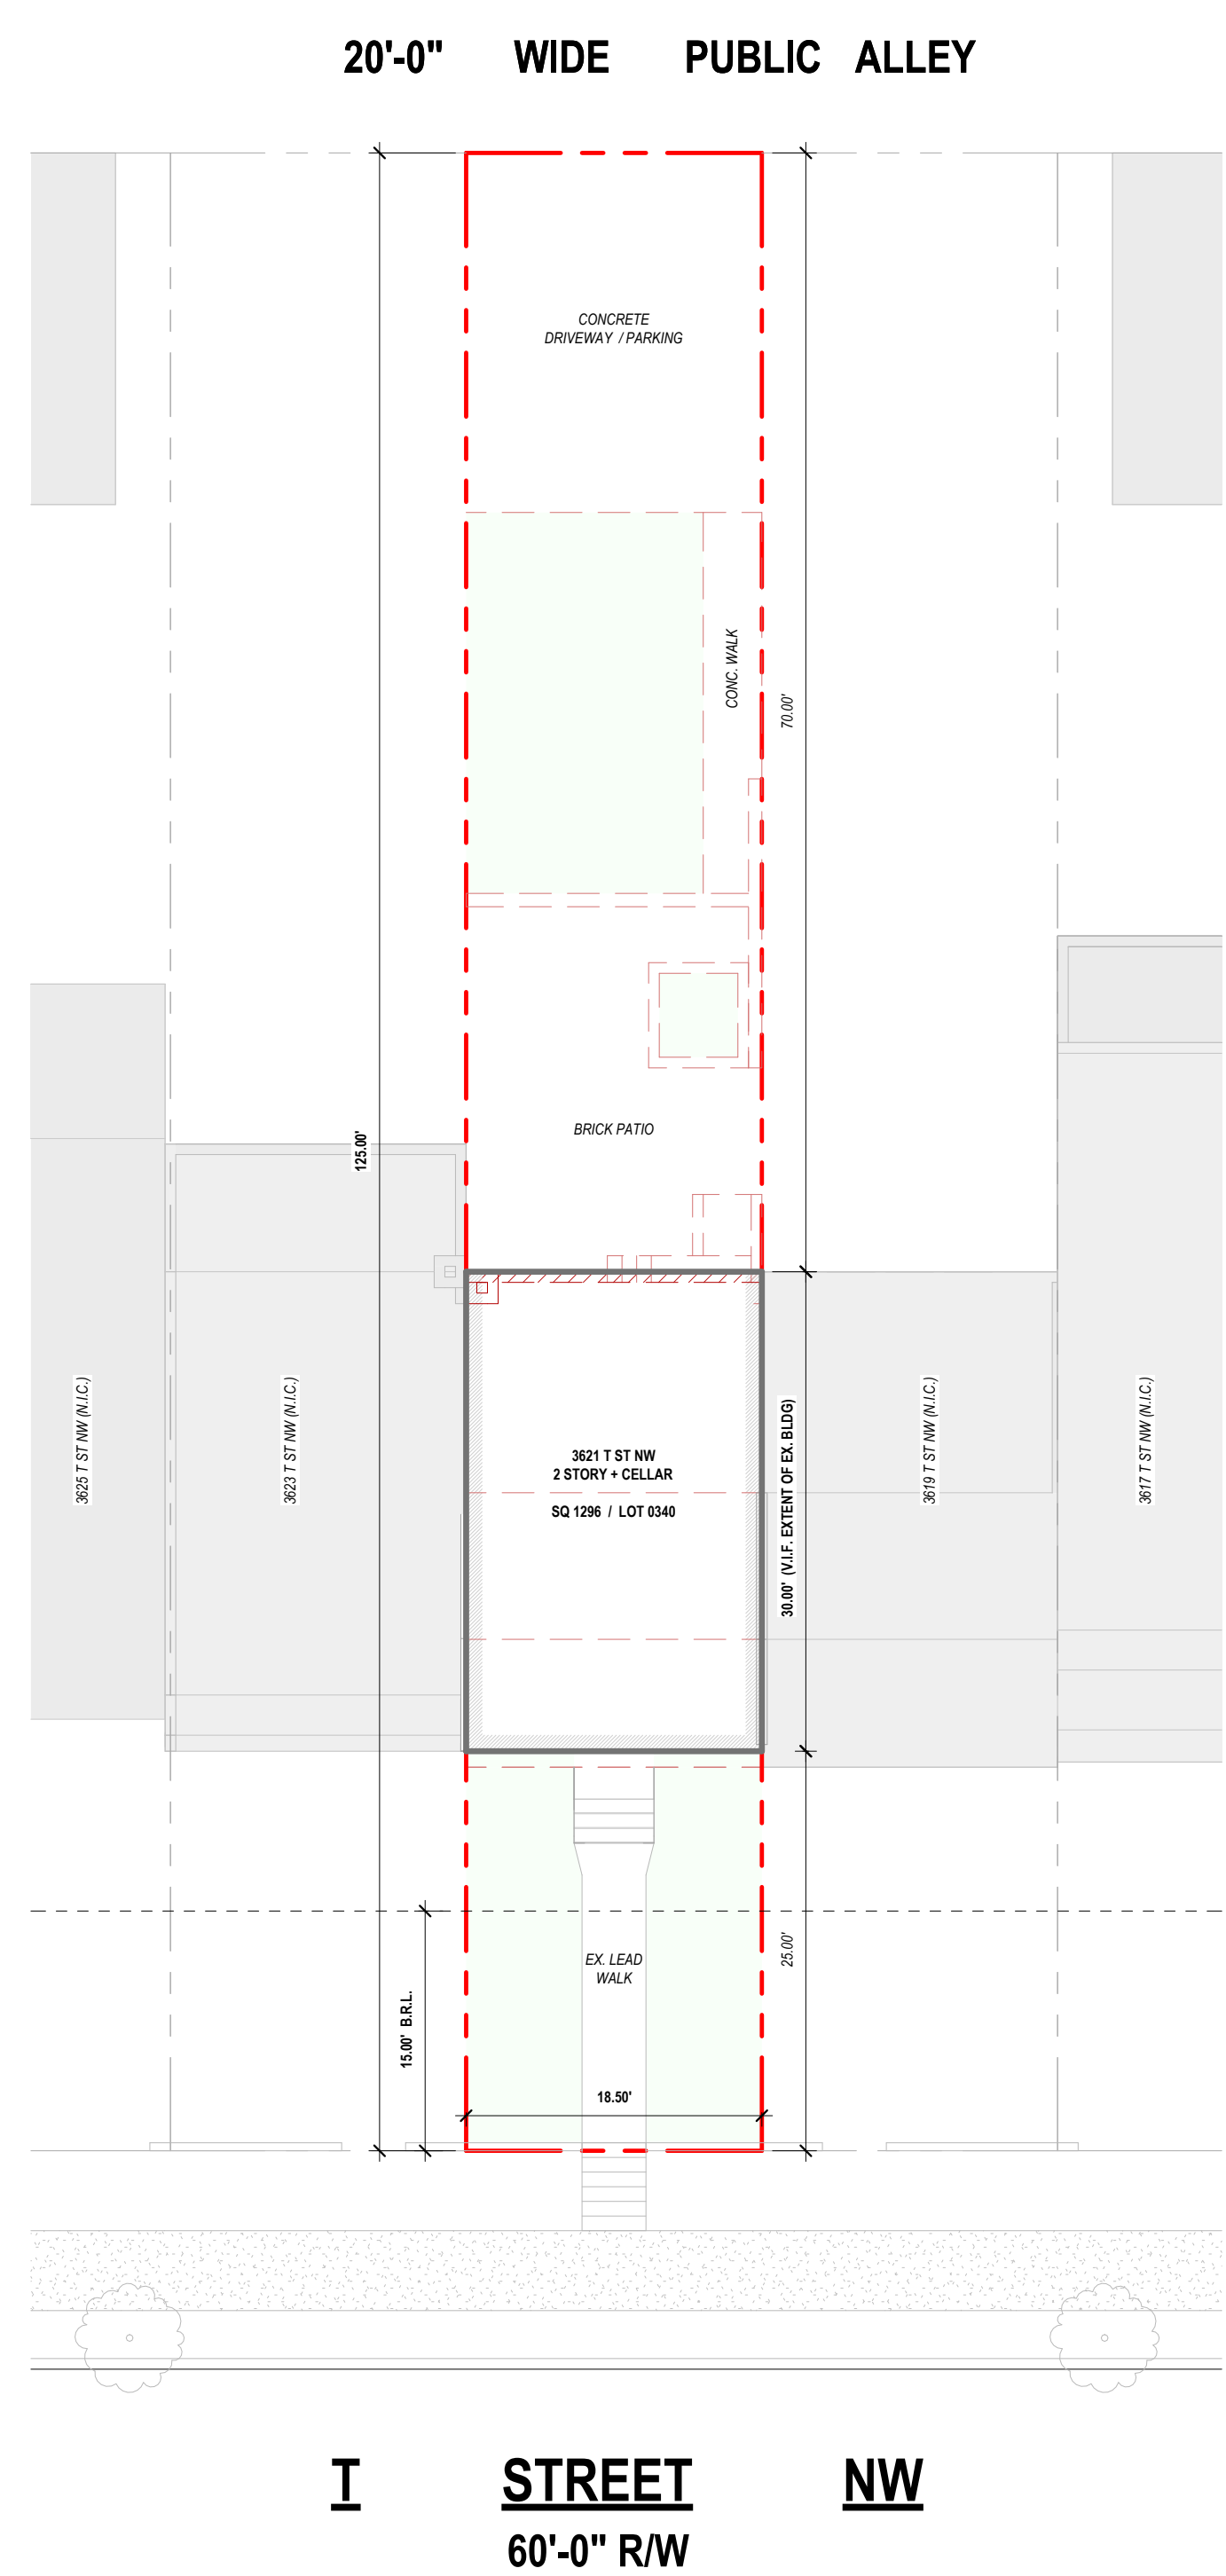 20'-0" WIDE PUBLIC ALLEY
CONCRETE
DRIVEWAY / PARKING
CONC. WALK
70.00'
125.00'
BRICK PATIO
3625 T ST NW (N.I.C.)
3623 T ST NW (N.I.C.)
3621 T ST NW
2 STORY + CELLAR
SQ 1296 / LOT 0340
30.00' (V.I.F. EXTENT OF EX. BLDG)
3619 T ST NW (N.I.C.)
3617 T ST NW (N.I.C.)
EX. LEAD
WALK
25.00'
15.00' B.R.L.
18.50'
T STREET NW
60'-0" R/W